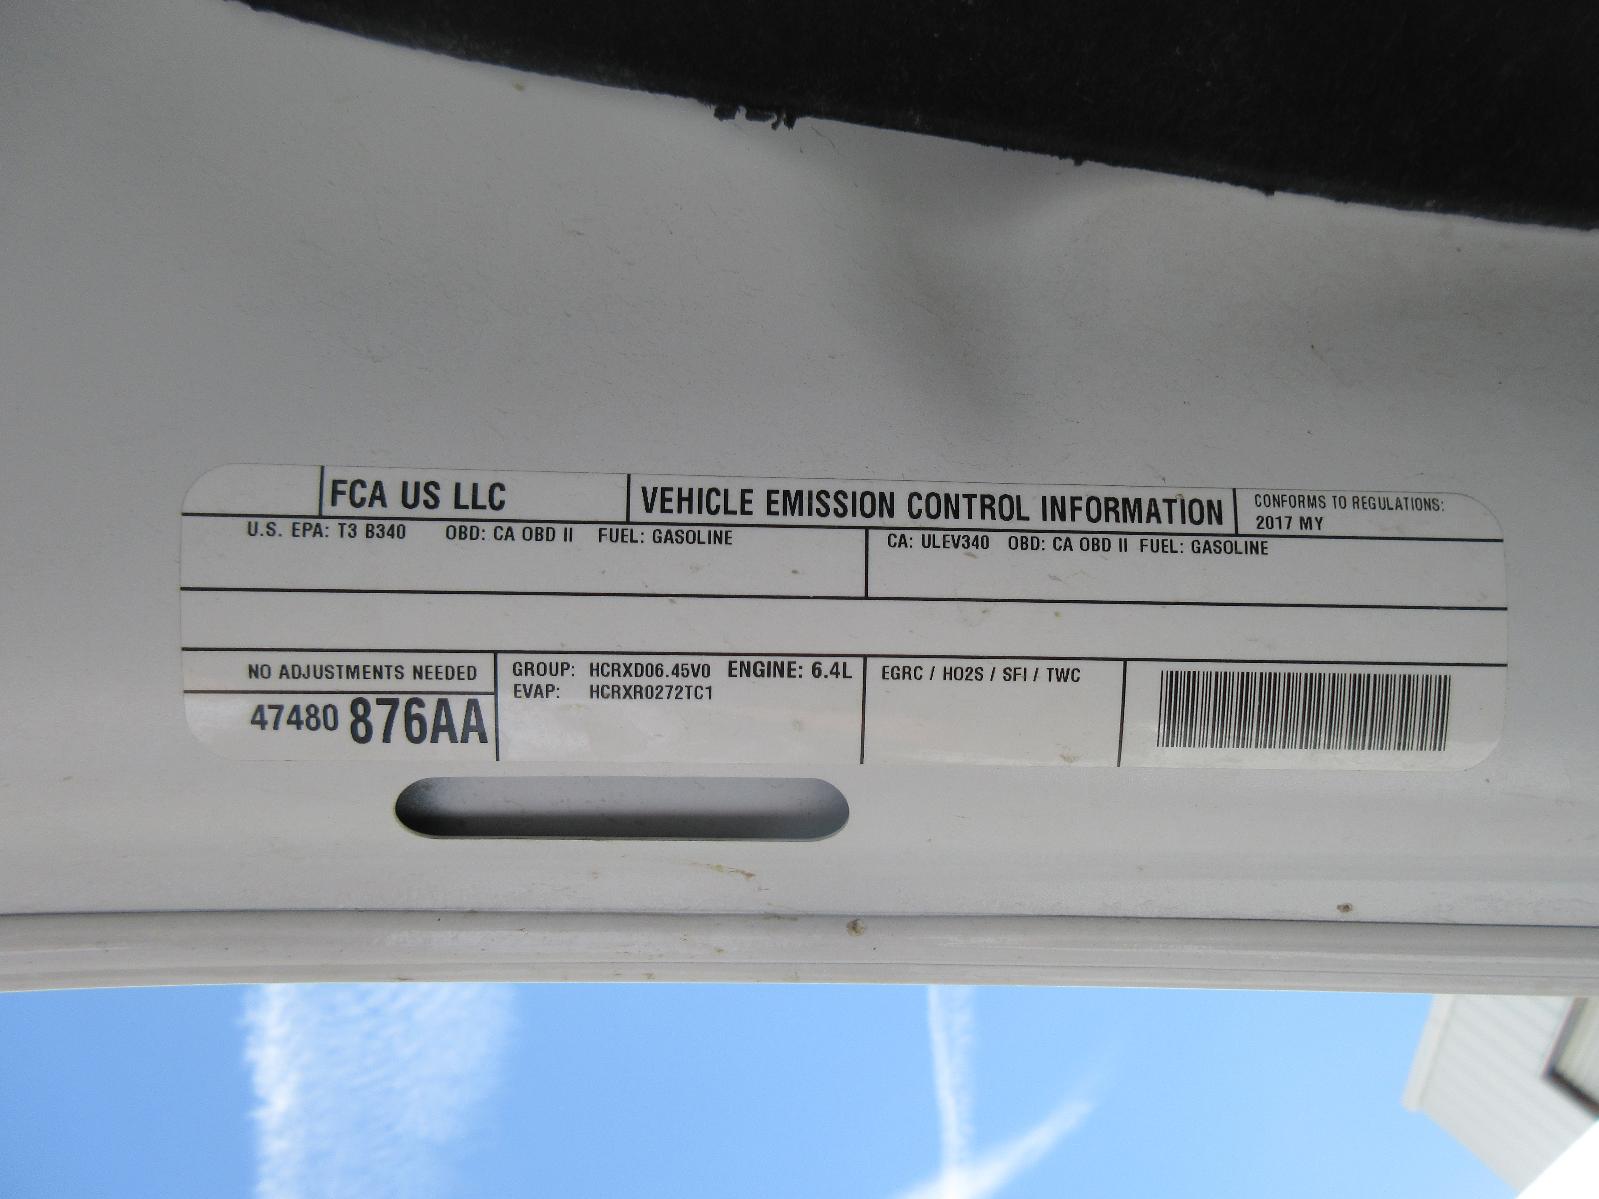 FCA US LLC
VEHICLE EMISSION CONTROL INFORMATION
CONFORMS TO REGULATIONS:
2017 MY
U.S. EPA: T3 B340 OBD: CA OBD II FUEL: GASOLINE
CA: ULEV340 OBD: CA OBD II FUEL: GASOLINE
NO ADJUSTMENTS NEEDED
47480 876AA
GROUP: HCRXD06.45V0 ENGINE: 6.4L
EVAP: HCRXR0272TC1
EGRC / HO2S / SFI / TWC